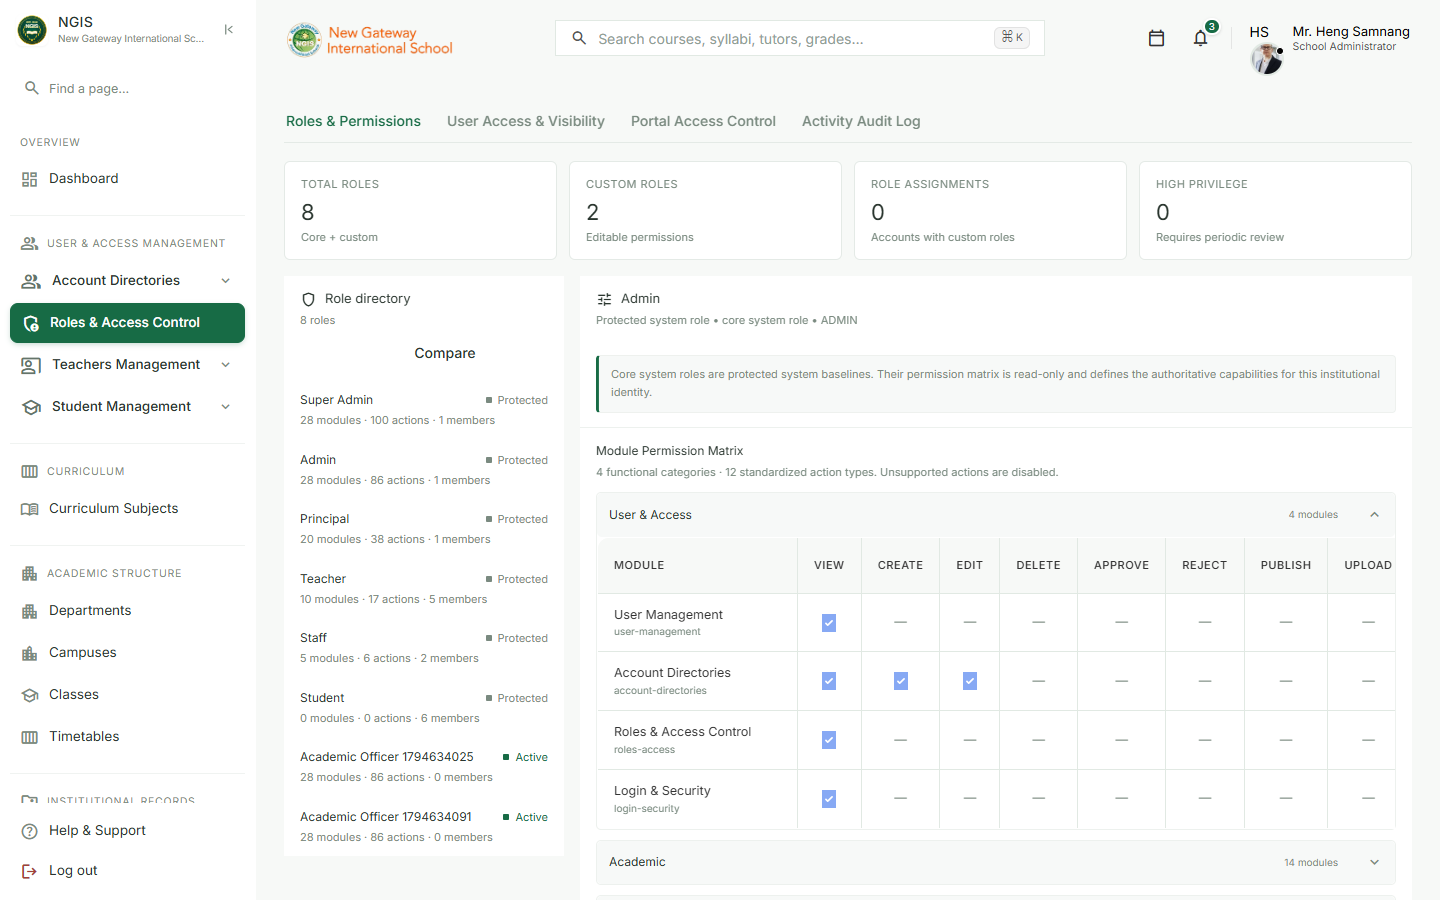 NGIS
New Gateway International Sc...
Find a page...
OVERVIEW
Dashboard
USER & ACCESS MANAGEMENT
Account Directories
Roles & Access Control
Teachers Management
Student Management
CURRICULUM
Curriculum Subjects
ACADEMIC STRUCTURE
Departments
Campuses
Classes
Timetables
INSTITUTIONAL RECORDS
Help & Support
Log out
New Gateway
International School
Search courses, syllabi, tutors, grades...
⌘ K
3
HS
Mr. Heng Samnang
School Administrator
Roles & Permissions
User Access & Visibility
Portal Access Control
Activity Audit Log
TOTAL ROLES
8
Core + custom
CUSTOM ROLES
2
Editable permissions
ROLE ASSIGNMENTS
0
Accounts with custom roles
HIGH PRIVILEGE
0
Requires periodic review
Role directory
8 roles
Compare
Super Admin Protected
28 modules · 100 actions · 1 members
Admin Protected
28 modules · 86 actions · 1 members
Principal Protected
20 modules · 38 actions · 1 members
Teacher Protected
10 modules · 17 actions · 5 members
Staff Protected
5 modules · 6 actions · 2 members
Student Protected
0 modules · 0 actions · 6 members
Academic Officer 1794634025 Active
28 modules · 86 actions · 0 members
Academic Officer 1794634091 Active
28 modules · 86 actions · 0 members
Admin
Protected system role • core system role • ADMIN
Core system roles are protected system baselines. Their permission matrix is read-only and defines the authoritative capabilities for this institutional
identity.
Module Permission Matrix
4 functional categories · 12 standardized action types. Unsupported actions are disabled.
User & Access 4 modules
MODULE VIEW CREATE EDIT DELETE APPROVE REJECT PUBLISH UPLOAD
User Management — — — — — — —
user-management
Account Directories — — — — —
account-directories
Roles & Access Control — — — — — — —
roles-access
Login & Security — — — — — — —
login-security
Academic 14 modules